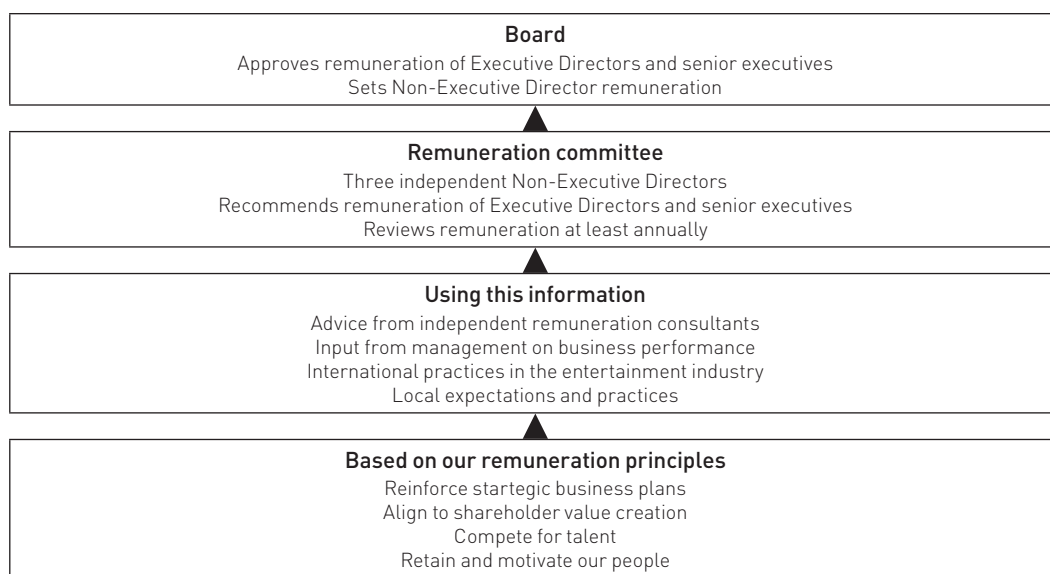 Board
Approves remuneration of Executive Directors and senior executives
Sets Non-Executive Director remuneration
Remuneration committee
Three independent Non-Executive Directors
Recommends remuneration of Executive Directors and senior executives
Reviews remuneration at least annually
Using this information
Advice from independent remuneration consultants
Input from management on business performance
International practices in the entertainment industry
Local expectations and practices
Based on our remuneration principles
Reinforce startegic business plans
Align to shareholder value creation
Compete for talent
Retain and motivate our people